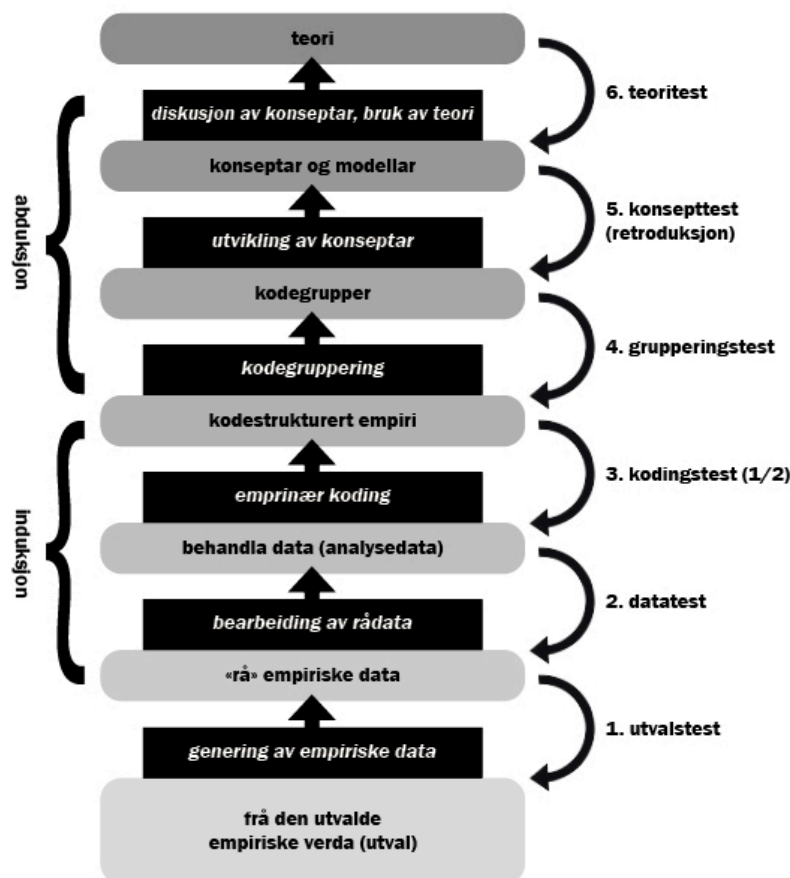 teori
6. teoritest
diskusjon av konseptar, bruk av teori
konseptar og modellar
5. konsepttest
(retroduksjon)
abduksjon
utvikling av konseptar
kodegrupper
4. grupperingstest
kodegruppering
kodestrukturert empiri
3. kodingstest (1/2)
emprinær koding
induksjon
behandla data (analysedata)
2. datatest
bearbeiding av rådata
«rå» empiriske data
1. utvalstest
genering av empiriske data
frå den utvalde
empiriske verda (utval)